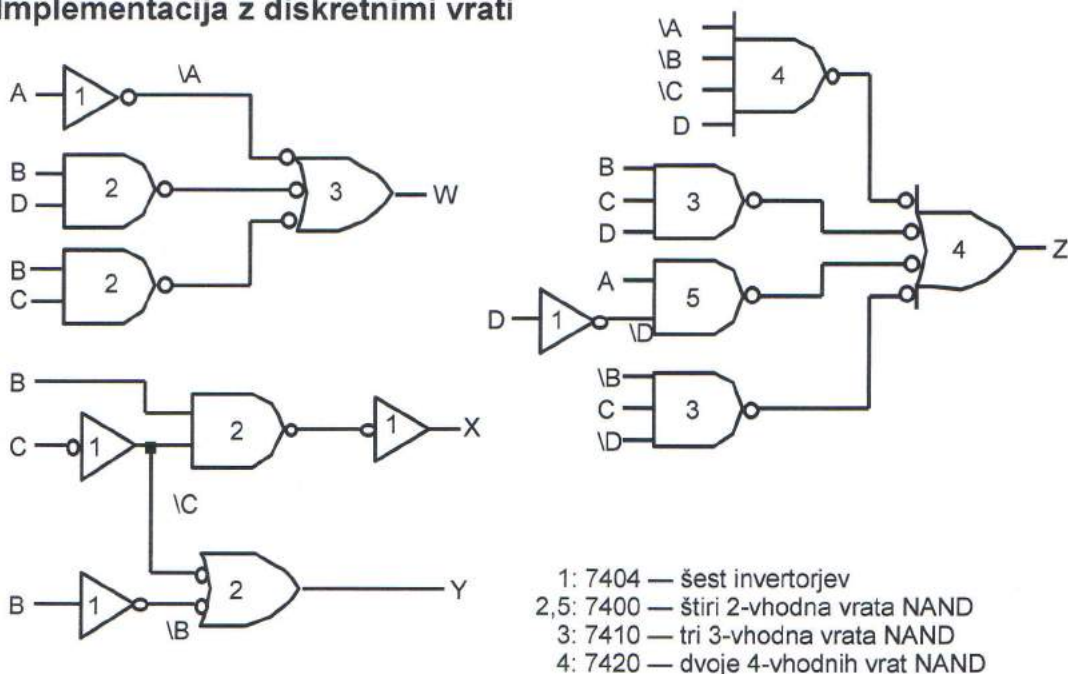 Implementacija z diskretnimi vrati
A 1 \A
B 2
D
3 W
B 2
C
B
2 1 X
C 1
\C
2 Y
B 1
\B
\A
\B 4
\C
D
B
C 3
D
4 Z
A 5
D 1 \D
\B
C 3
\D
1: 7404 — šest invertorjev
2,5: 7400 — štiri 2-vhodna vrata NAND
3: 7410 — tri 3-vhodna vrata NAND
4: 7420 — dvoje 4-vhodnih vrat NAND